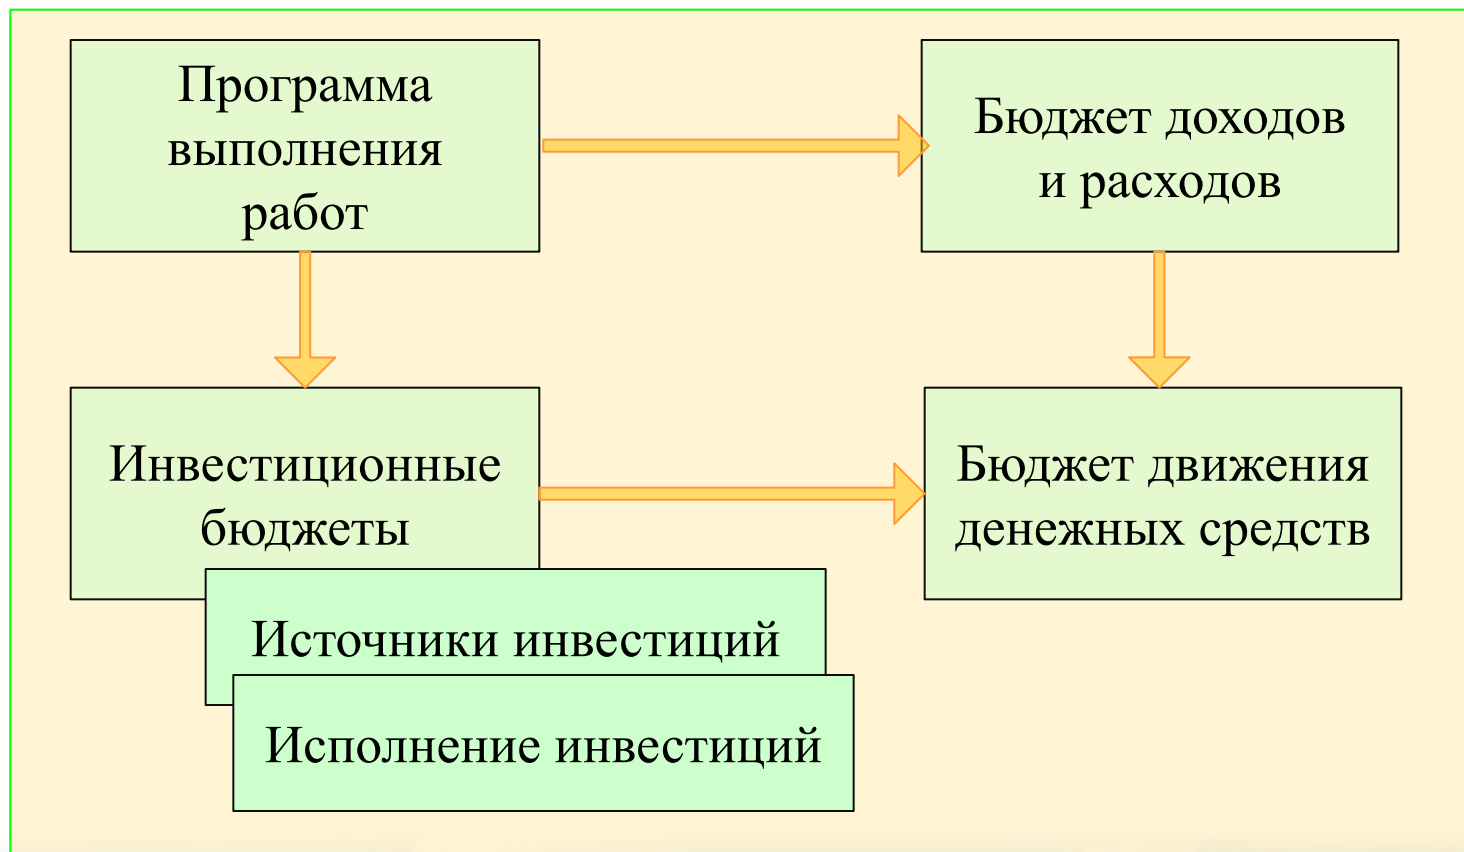 Программа
выполнения
работ
Бюджет доходов
и расходов
Инвестиционные
бюджеты
Бюджет движения
денежных средств
Источники инвестиций
Исполнение инвестиций